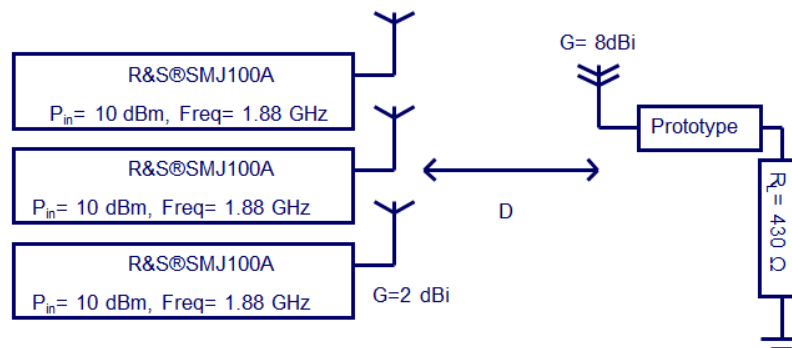 R&S®SMJ100A
Pin= 10 dBm, Freq= 1.88 GHz
R&S®SMJ100A
Pin= 10 dBm, Freq= 1.88 GHz
R&S®SMJ100A
Pin= 10 dBm, Freq= 1.88 GHz
G=2 dBi
D
G= 8dBi
Prototype
RL = 430 Ω